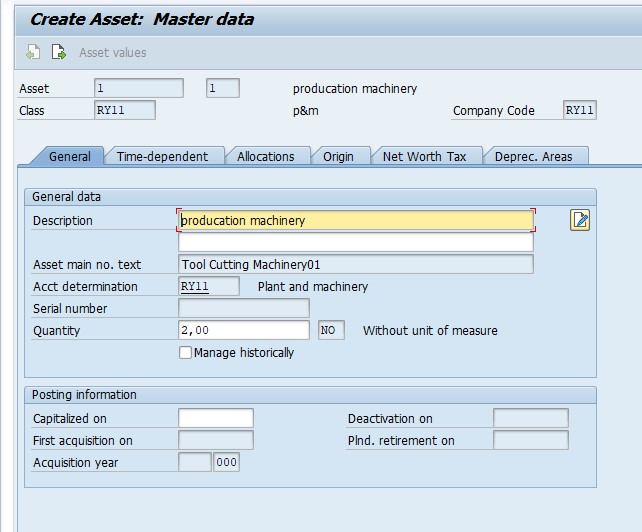 Create Asset: Master data
Asset values
Asset 1 1 producation machinery
Class RY11 p&m Company Code RY11
General Time-dependent Allocations Origin Net Worth Tax Deprec. Areas
General data
Description producation machinery
Asset main no. text Tool Cutting Machinery01
Acct determination RY11 Plant and machinery
Serial number
Quantity 2,00 NO Without unit of measure
Manage historically
Posting information
Capitalized on Deactivation on
First acquisition on Plnd. retirement on
Acquisition year 000